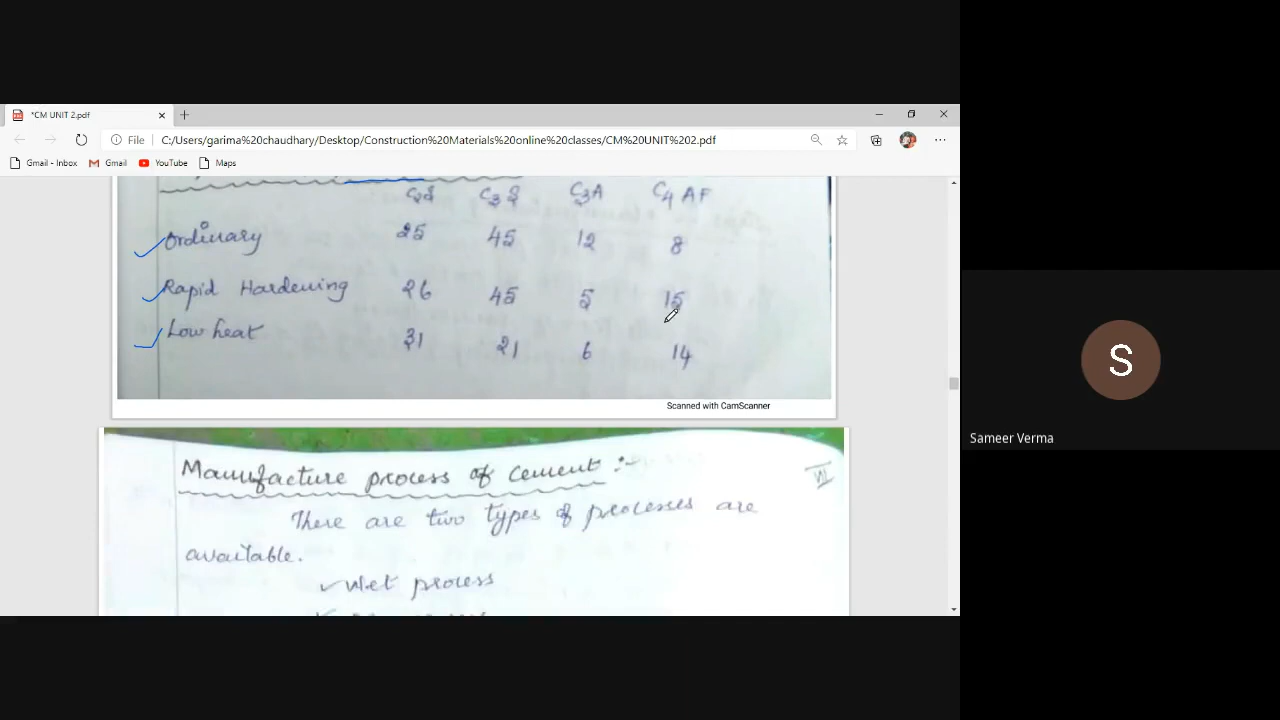 *CM UNIT 2.pdf
File C:/Users/garima%20chaudhary/Desktop/Construction%20Materials%20online%20classes/CM%20UNIT%202.pdf
Gmail - Inbox Gmail YouTube Maps
C2S C3S C3A C4AF
Ordinary 25 45 12 8
Rapid Hardening 26 45 5 15
Low heat 31 21 6 14
Scanned with CamScanner
Manufacture process of cement :-
There are two types of processes are
available.
Wet process
S
Sameer Verma